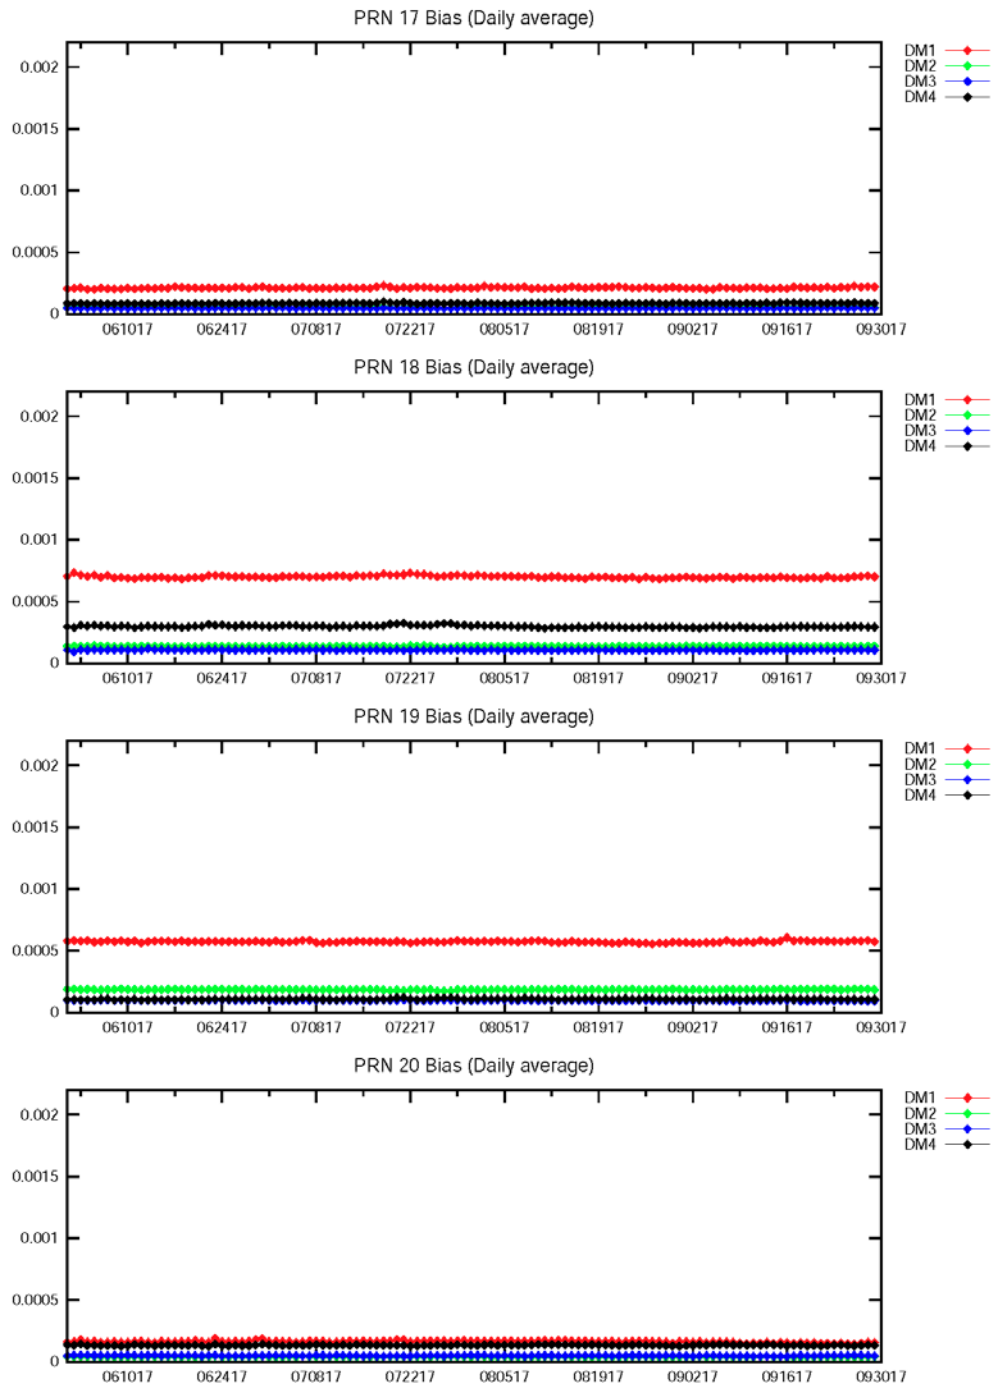 PRN 17 Bias (Daily average)
DM1
DM2
DM3
DM4
0.002
0.0015
0.001
0.0005
0
061017 062417 070817 072217 080517 081917 090217 091617 093017
PRN 18 Bias (Daily average)
DM1
DM2
DM3
DM4
0.002
0.0015
0.001
0.0005
0
061017 062417 070817 072217 080517 081917 090217 091617 093017
PRN 19 Bias (Daily average)
DM1
DM2
DM3
DM4
0.002
0.0015
0.001
0.0005
0
061017 062417 070817 072217 080517 081917 090217 091617 093017
PRN 20 Bias (Daily average)
DM1
DM2
DM3
DM4
0.002
0.0015
0.001
0.0005
0
061017 062417 070817 072217 080517 081917 090217 091617 093017